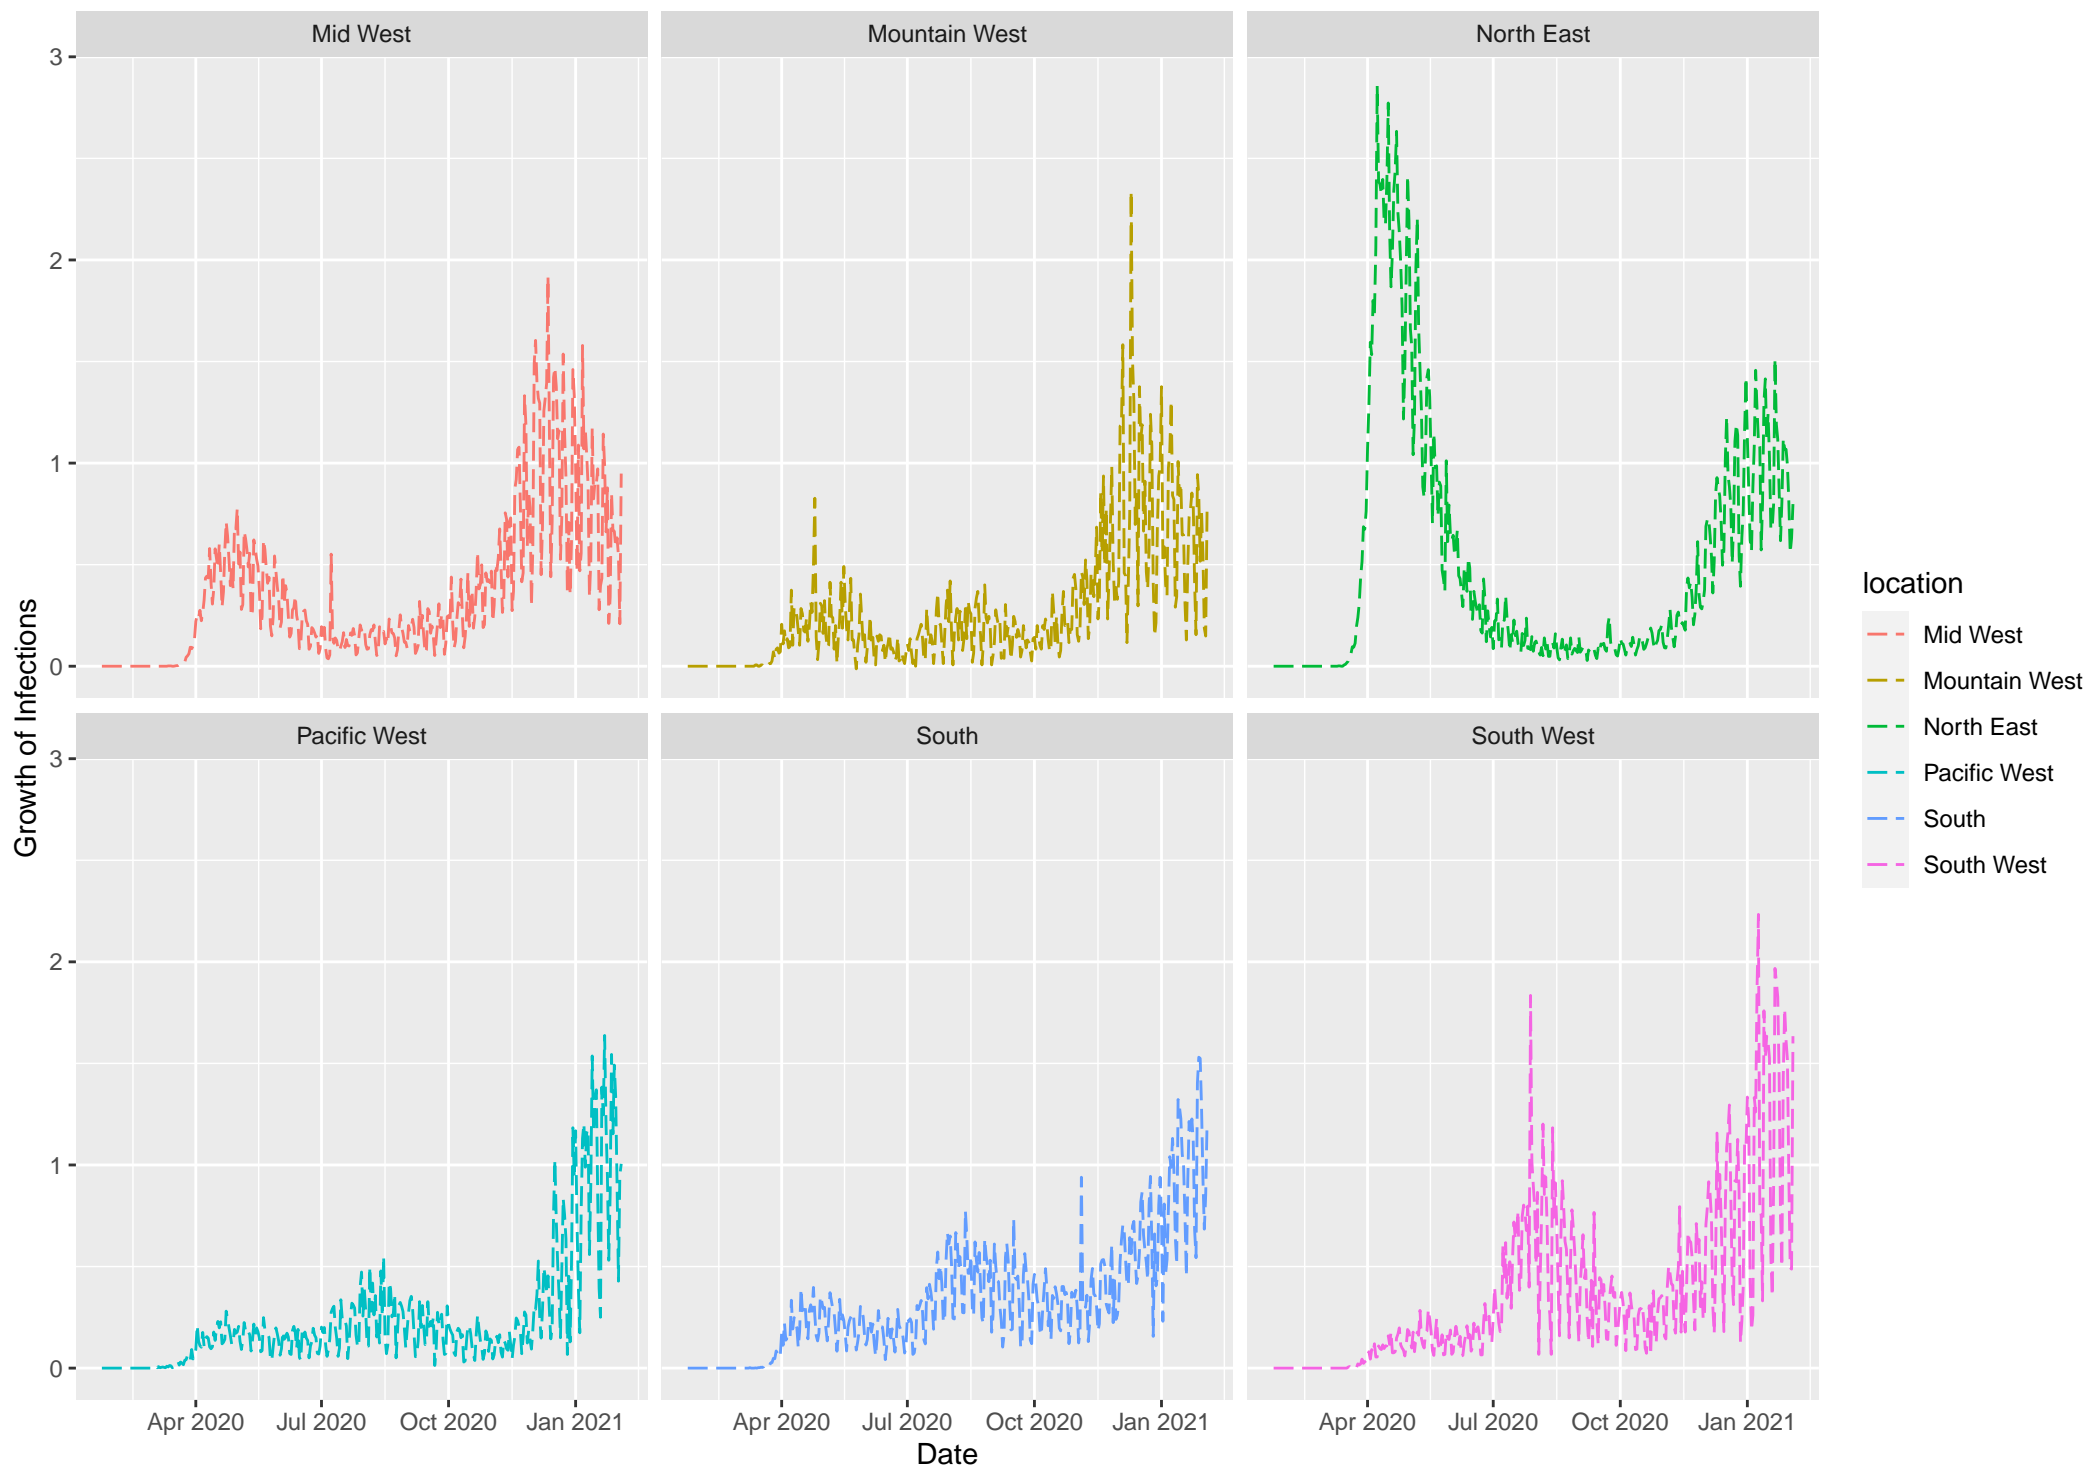 Mid West
Mountain West
North East
3
2
1
0
Growth of Infections
Pacific West
South
South West
3
2
1
0
Apr 2020 Jul 2020 Oct 2020 Jan 2021
Apr 2020 Jul 2020 Oct 2020 Jan 2021
Apr 2020 Jul 2020 Oct 2020 Jan 2021
Date
location
Mid West
Mountain West
North East
Pacific West
South
South West